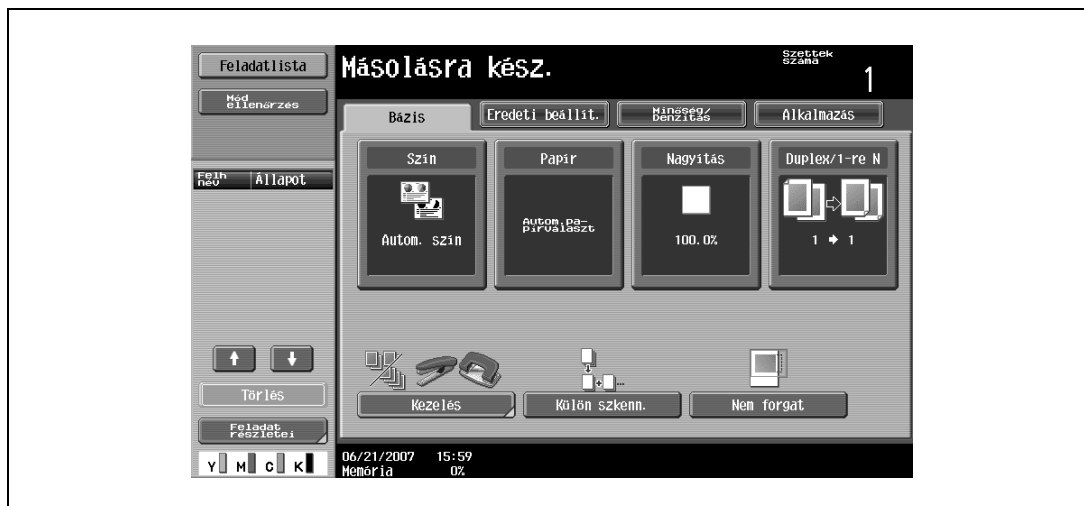 Feladatlista
Mód
ellenőrzés
Felh
név
Állapot
Törlés
Feladat
részletei
Y M C K
Másolásra kész.
Szettek
száma
1
Bázis
Eredeti beállít.
Minőség/
Denzitás
Alkalmazás
Szín
Autom. szín
Papír
Autom.pa-
pírválaszt
Nagyítás
100.0%
Duplex/1-re N
1 → 1
Kezelés
Külön szkenn.
Nem forgat
06/21/2007 15:59
Memória 0%